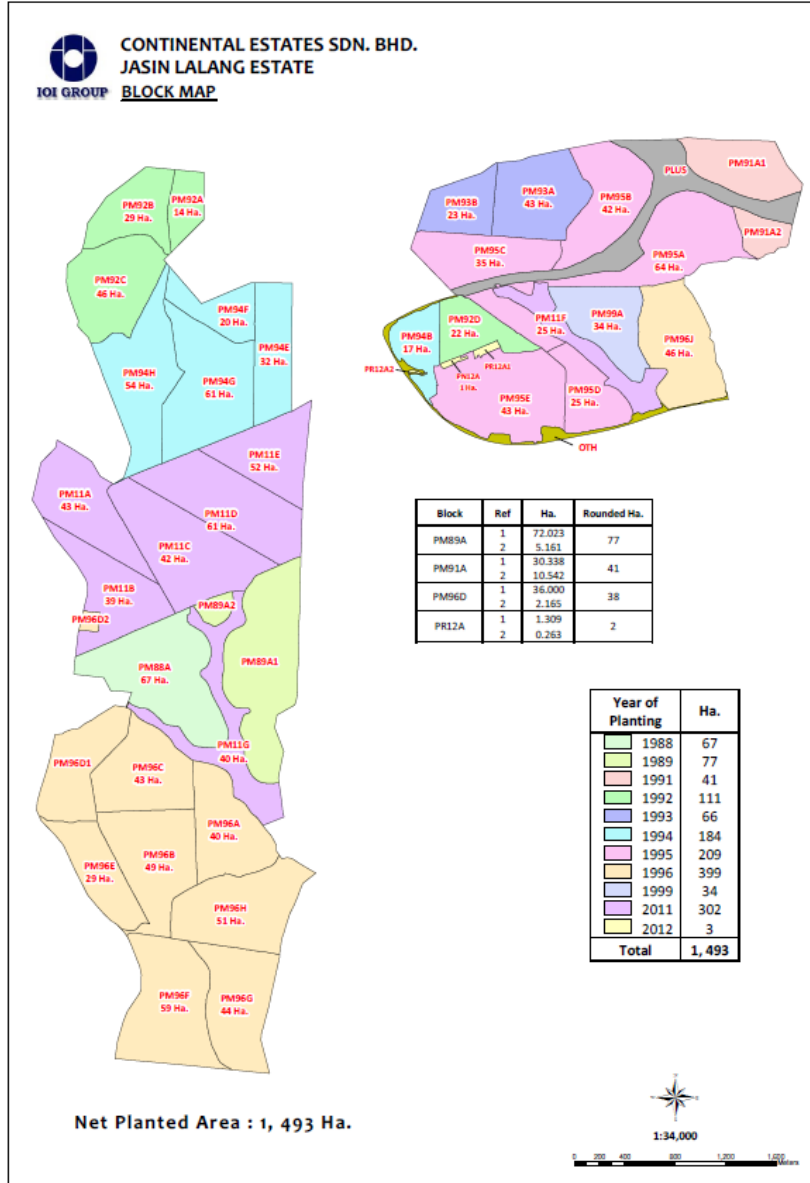 CONTINENTAL ESTATES SDN. BHD.
JASIN LALANG ESTATE
BLOCK MAP
IOI GROUP
PM92B
29 Ha.
PM92A
14 Ha.
PM92C
46 Ha.
PM94F
20 Ha.
PM94E
32 Ha.
PM94H
54 Ha.
PM94G
61 Ha.
PM11E
52 Ha.
PM11A
43 Ha.
PM11D
61 Ha.
PM11C
42 Ha.
PM11B
39 Ha.
PM96D2
PM89A2
PM88A
67 Ha.
PM89A1
PM11G
40 Ha.
PM96D1
PM96C
43 Ha.
PM96A
40 Ha.
PM96B
49 Ha.
PM96E
29 Ha.
PM96H
51 Ha.
PM96F
59 Ha.
PM96G
44 Ha.
PLUS
PM91A1
PM93B
23 Ha.
PM93A
43 Ha.
PM95B
42 Ha.
PM91A2
PM95C
35 Ha.
PM95A
64 Ha.
PM94B
17 Ha.
PM92D
22 Ha.
PM11F
25 Ha.
PM99A
34 Ha.
PM96J
46 Ha.
PR12A2
PN12A
1 Ha.
PR12A1
PM95E
43 Ha.
PM95D
25 Ha.
OTH
Block Ref Ha. Rounded Ha.
PM89A 1 72.023 77
2 5.161
PM91A 1 30.338 41
2 10.542
PM96D 1 36.000 38
2 2.165
PR12A 1 1.309 2
2 0.263
Year of Planting Ha.
1988 67
1989 77
1991 41
1992 111
1993 66
1994 184
1995 209
1996 399
1999 34
2011 302
2012 3
Total 1, 493
Net Planted Area : 1, 493 Ha.
1:34,000
0 200 400 800 1,200 1,600
Meters